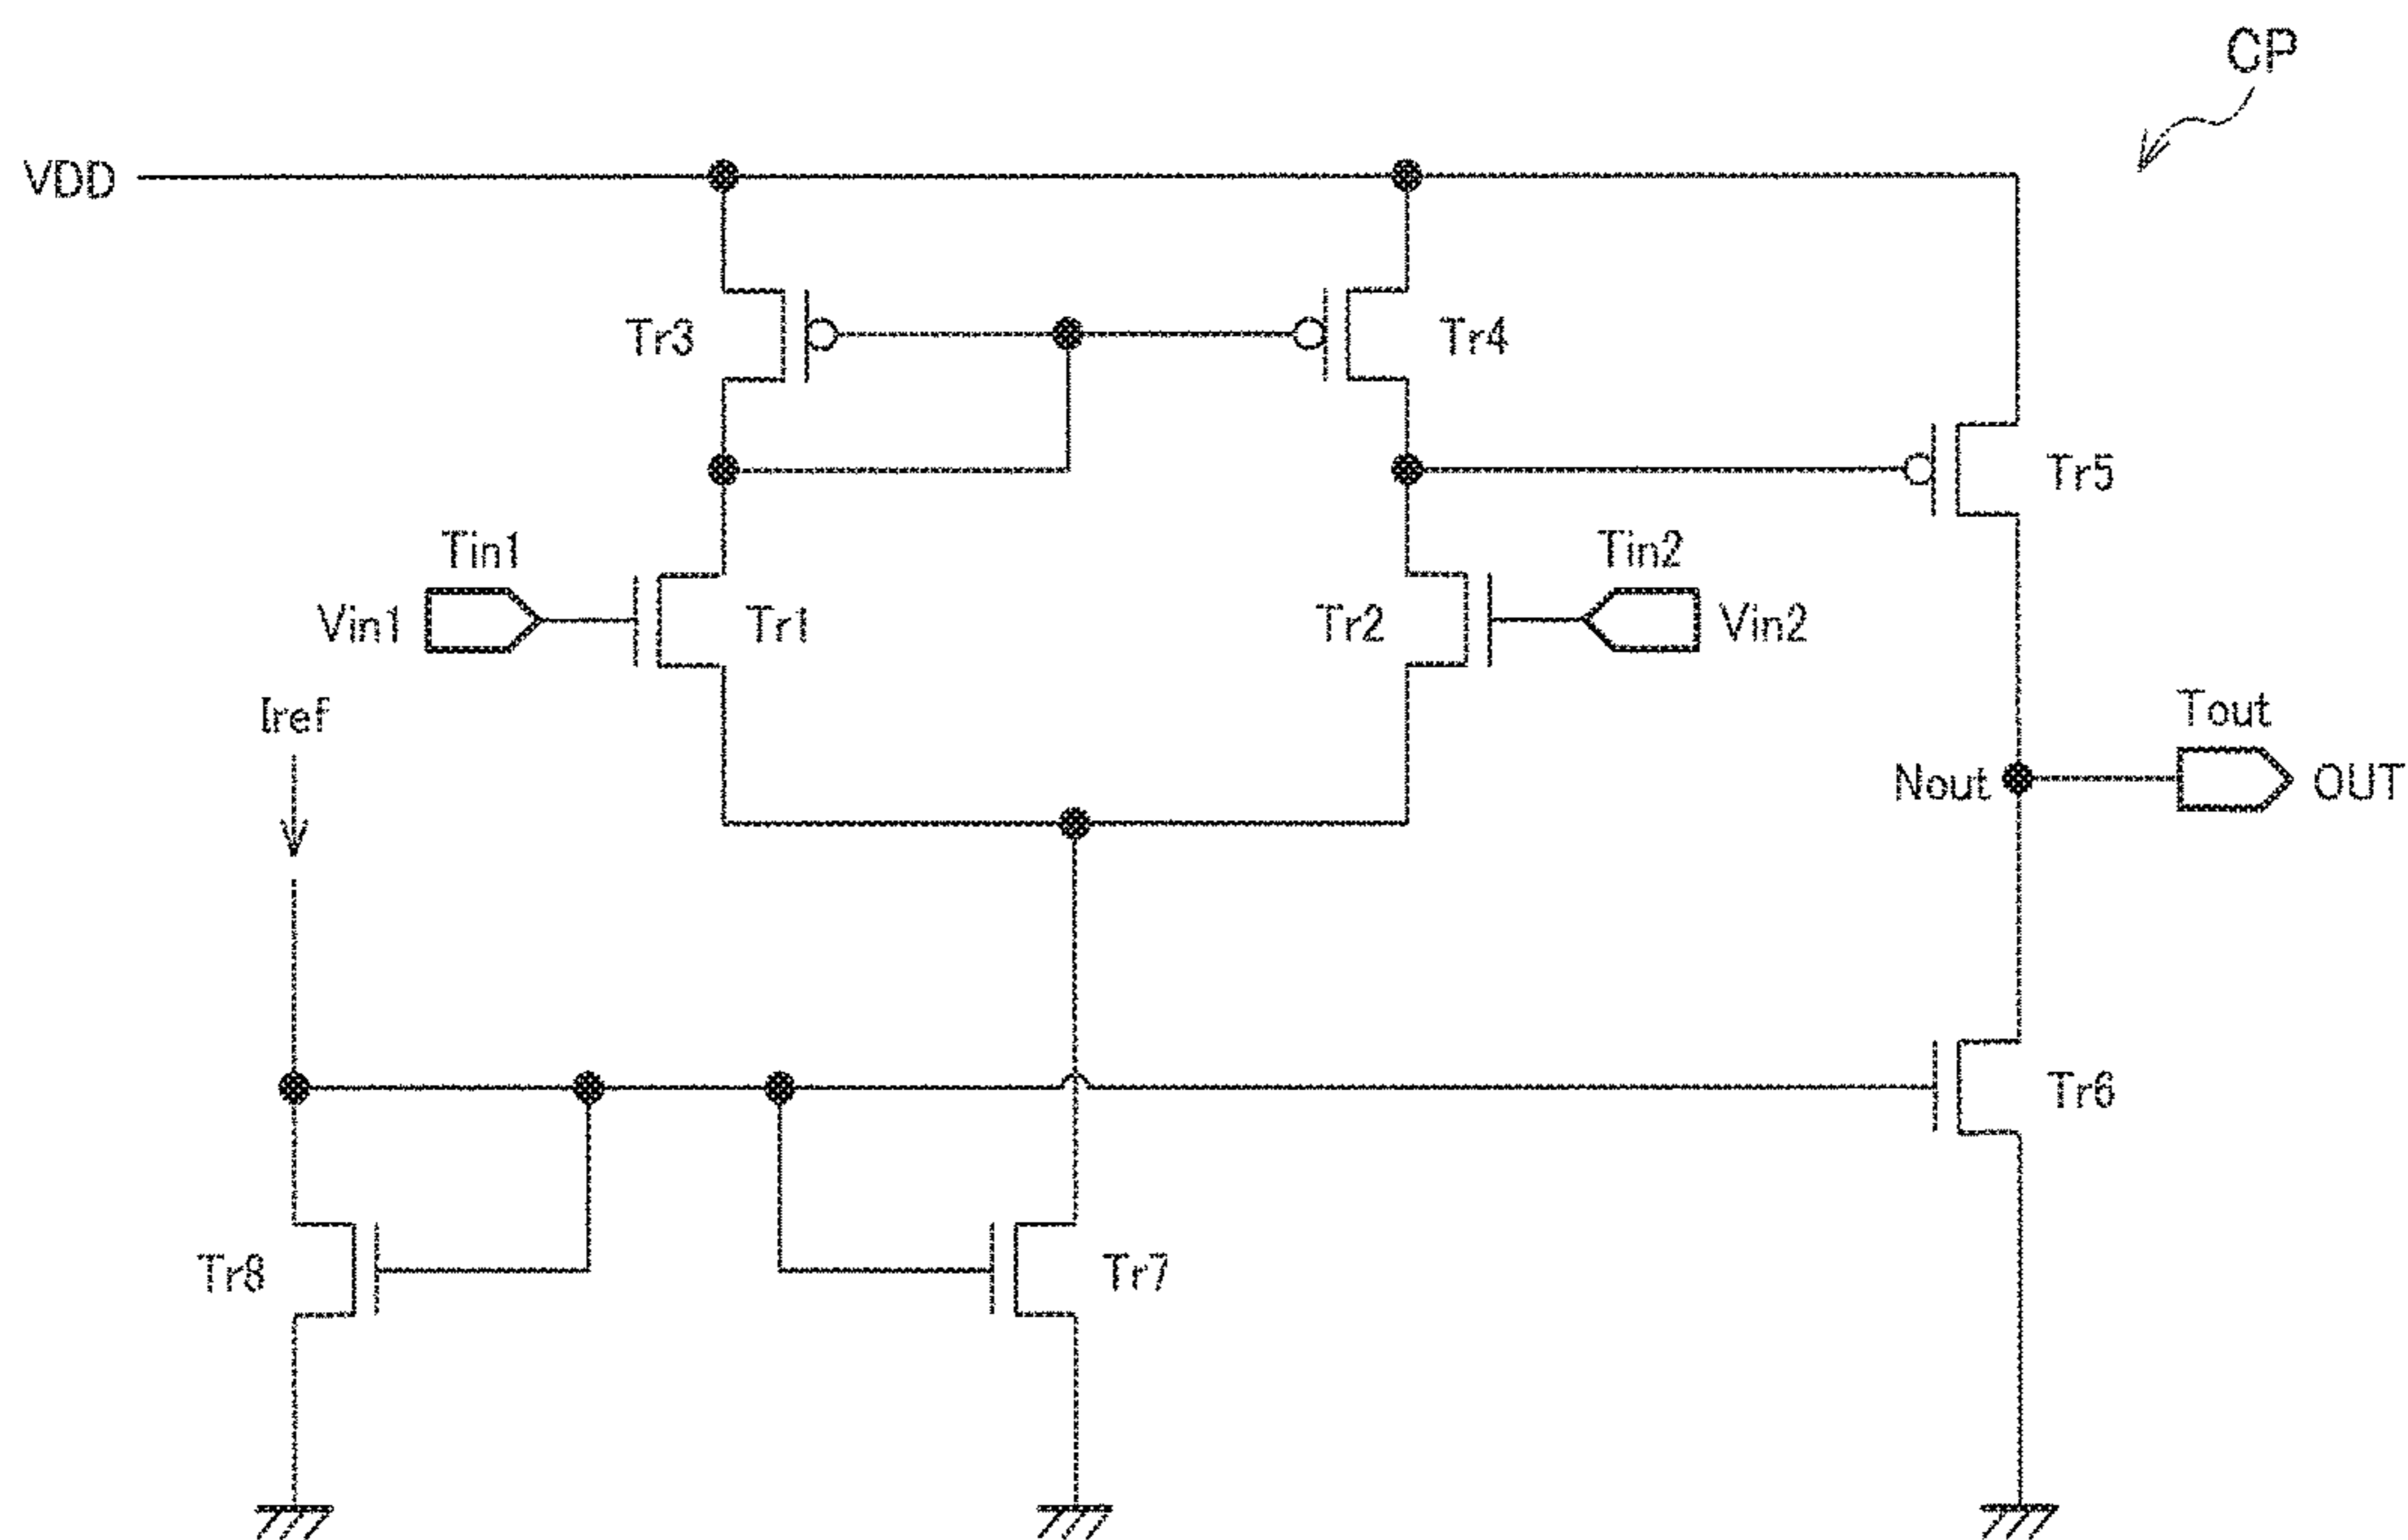 CP
VDD
Tr3
Tr4
Tr5
Tin1
Tin2
Vin1
Tr1
Tr2
Vin2
Iref
Tout
Nout
OUT
Tr6
Tr8
Tr7